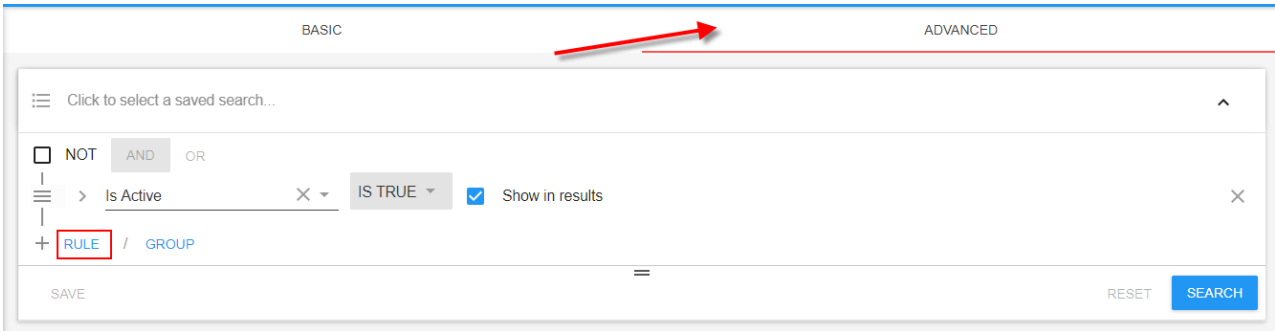 BASIC ADVANCED
Click to select a saved search...
NOT AND OR
Is Active IS TRUE Show in results
+ RULE / GROUP
SAVE RESET SEARCH